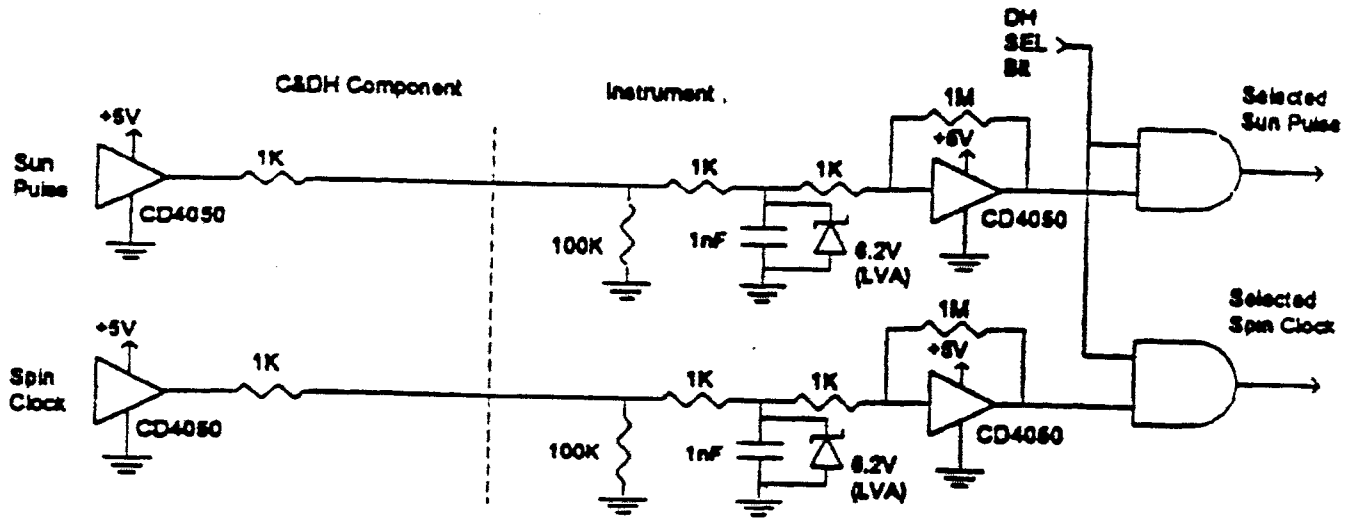 DH
SEL
Bit
C&DH Component
Instrument
1M
Selected
Sun Pulse
+5V
+5V
Sun
Pulse
1K
1K
1K
CD4050
CD4050
100K
1nF
6.2V
(LVA)
1M
Selected
Spin Clock
+5V
+5V
Spin
Clock
1K
1K
1K
CD4050
CD4050
100K
1nF
6.2V
(LVA)